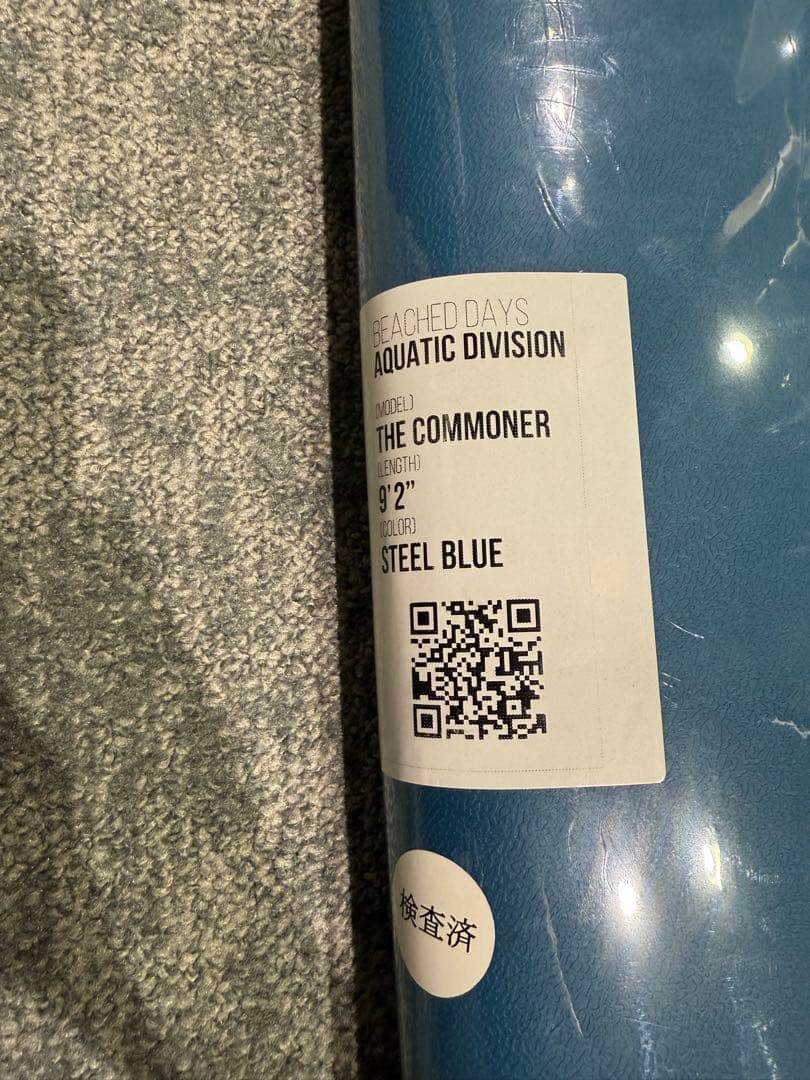 BEACHED DAYS
AQUATIC DIVISION
(MODEL)
THE COMMONER
(LENGTH)
9'2”
(COLOR)
STEEL BLUE
検査済